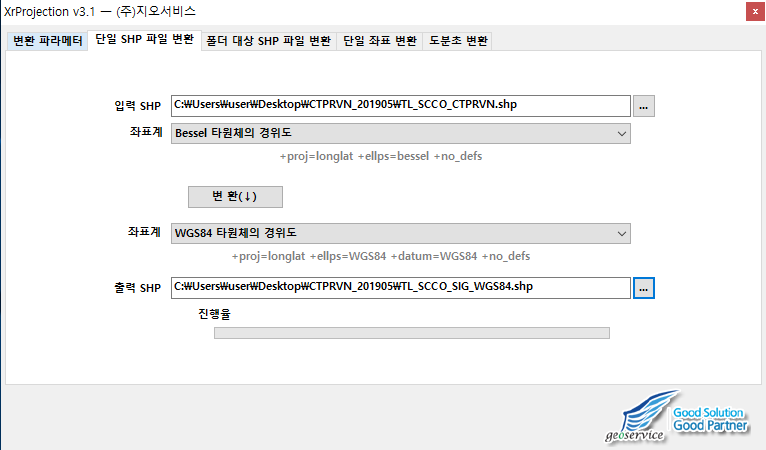 XrProjection v3.1 — (주)지오서비스
x
변환 파라메터 단일 SHP 파일 변환 폴더 대상 SHP 파일 변환 단일 좌표 변환 도분초 변환
입력 SHP C:₩Users₩user₩Desktop₩CTPRVN_201905₩TL_SCCO_CTPRVN.shp ...
좌표계 Bessel 타원체의 경위도
+proj=longlat +ellps=bessel +no_defs
변 환(↓)
좌표계 WGS84 타원체의 경위도
+proj=longlat +ellps=WGS84 +datum=WGS84 +no_defs
출력 SHP C:₩Users₩user₩Desktop₩CTPRVN_201905₩TL_SCCO_SIG_WGS84.shp ...
진행율
geoservice
Good Solution
Good Partner